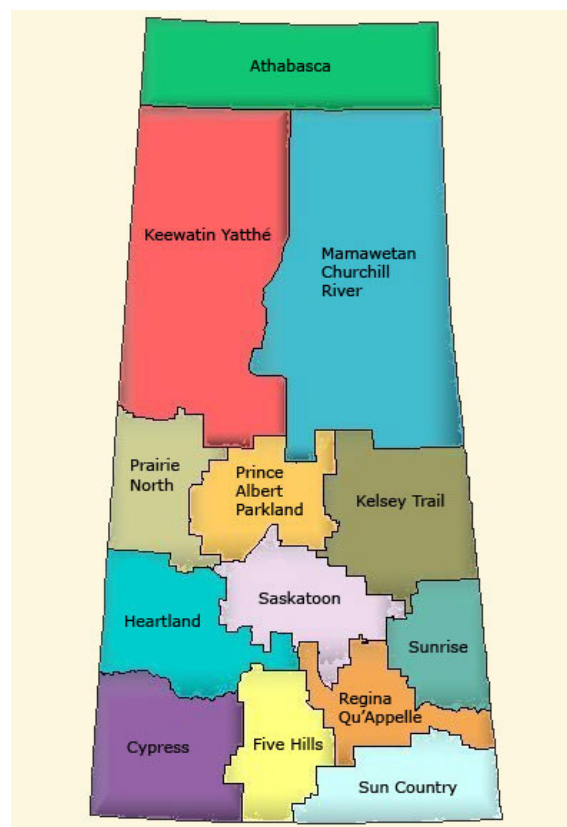 Athabasca
Keewatin Yatthé
Mamawetan
Churchill
River
Prairie
North
Prince
Albert
Parkland
Kelsey Trail
Saskatoon
Heartland
Sunrise
Regina
Qu'Appelle
Cypress
Five Hills
Sun Country